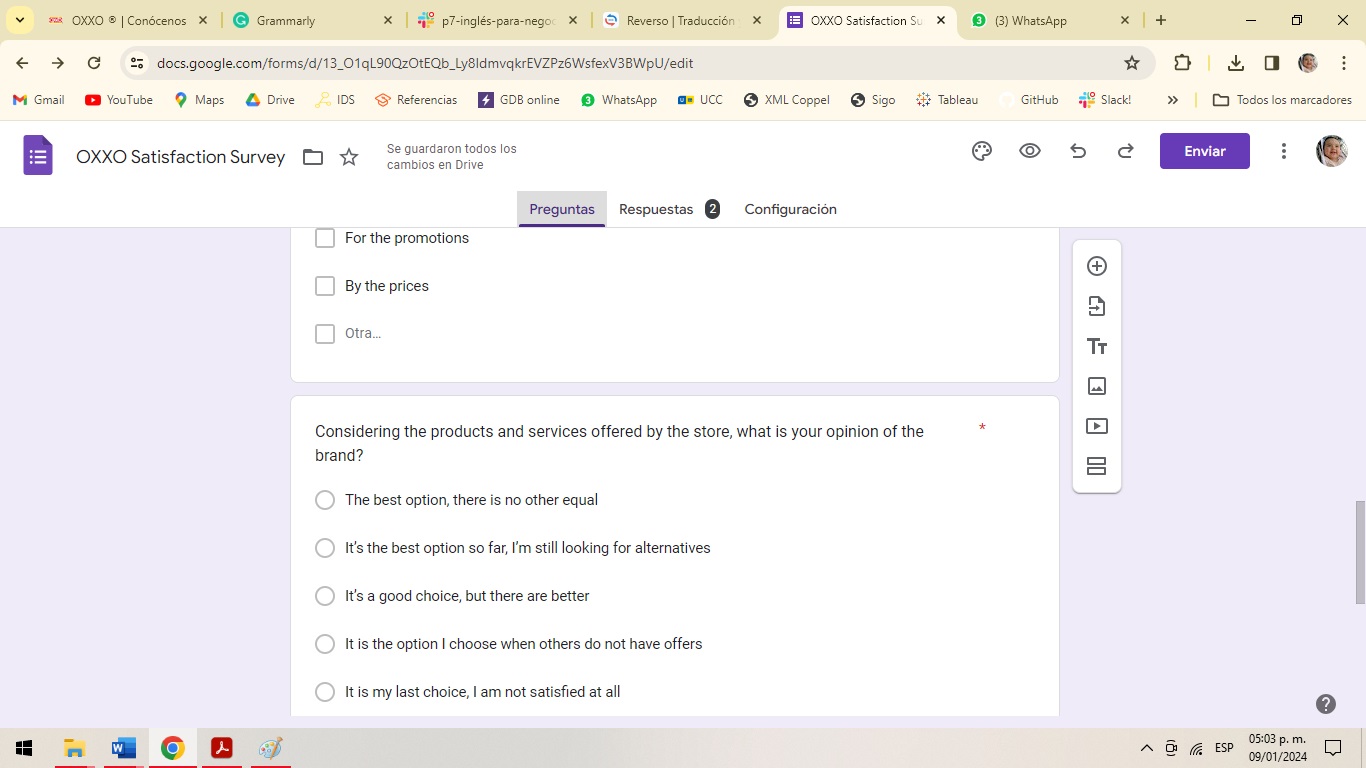 OXXO ® | Conócenos
Grammarly
p7-inglés-para-negoc
Reverso | Traducción
OXXO Satisfaction Su
(3) WhatsApp
docs.google.com/forms/d/13_O1qL90QzOtEQb_Ly8IdmvqkrEVZPz6WsfexV3BWpU/edit
Gmail YouTube Maps Drive IDS Referencias GDB online WhatsApp UCC XML Coppel Sigo Tableau GitHub Slack! » Todos los marcadores
OXXO Satisfaction Survey
Se guardaron todos los
cambios en Drive
Enviar
Preguntas Respuestas 2 Configuración
For the promotions
By the prices
Otra...
Considering the products and services offered by the store, what is your opinion of the *
brand?
The best option, there is no other equal
It's the best option so far, I'm still looking for alternatives
It's a good choice, but there are better
It is the option I choose when others do not have offers
It is my last choice, I am not satisfied at all
ESP
05:03 p. m.
09/01/2024